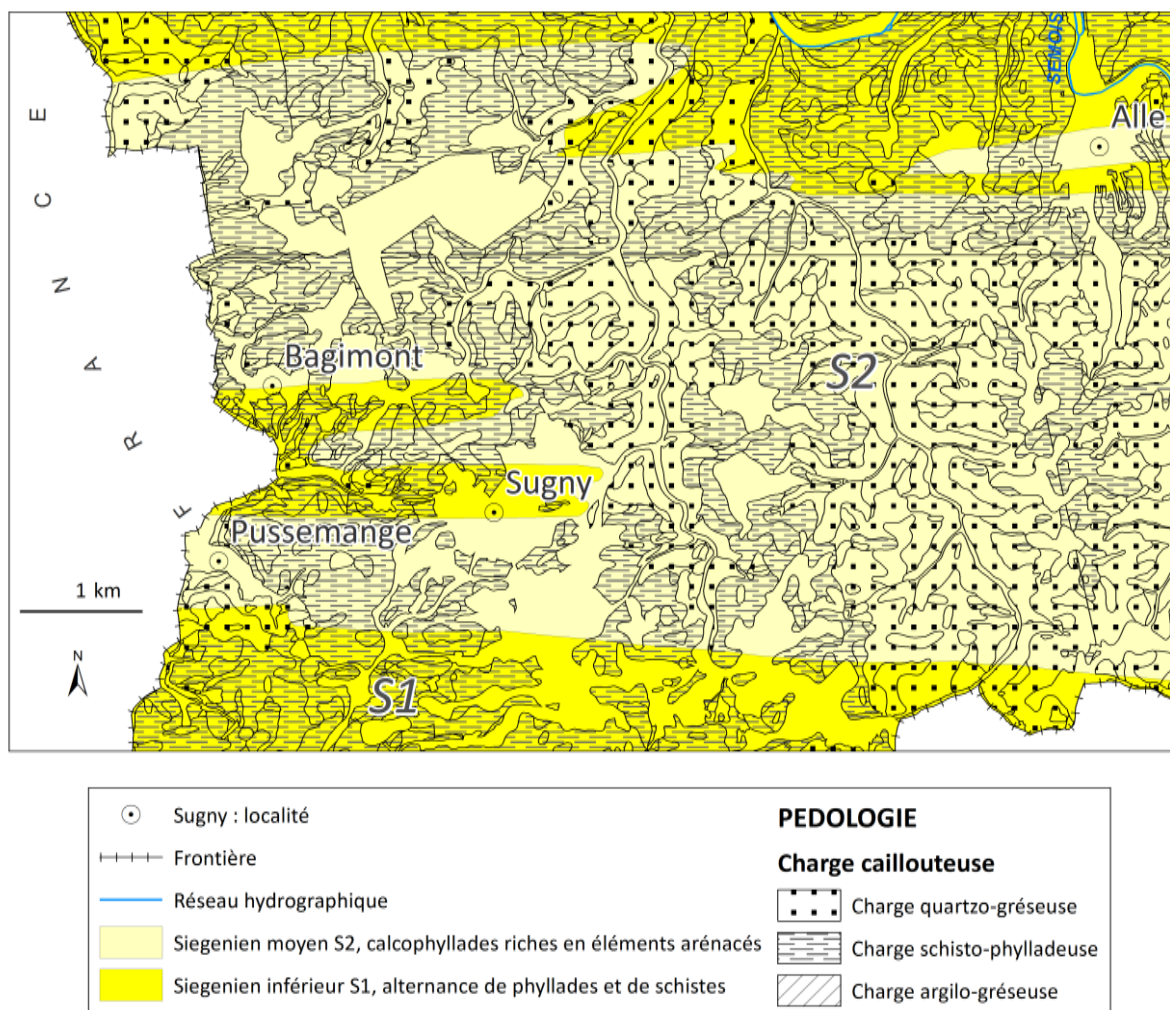 SEMOIS
Alle
F R A N C E
Bagimont
S2
Sugny
Pussemange
1 km
N
S1
Sugny : localité
Frontière
Réseau hydrographique
Siegenien moyen S2, calcophyllades riches en éléments arénacés
Siegenien inférieur S1, alternance de phyllades et de schistes
PEDOLOGIE
Charge caillouteuse
Charge quartzo-gréseuse
Charge schisto-phylladeuse
Charge argilo-gréseuse